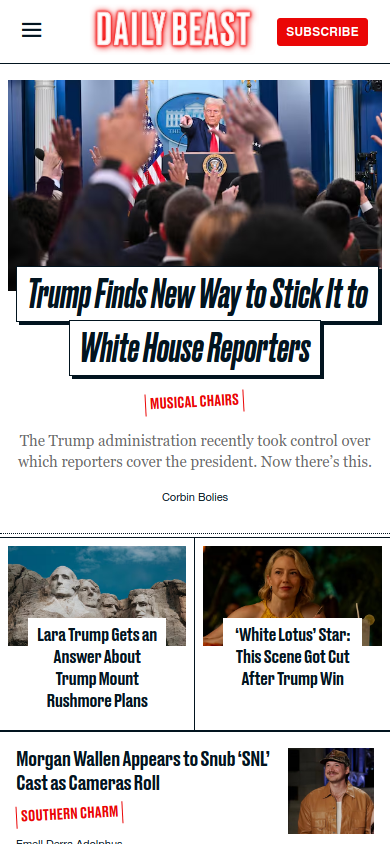 DAILY BEAST
SUBSCRIBE
Trump Finds New Way to Stick It to
White House Reporters
MUSICAL CHAIRS
The Trump administration recently took control over
which reporters cover the president. Now there’s this.
Corbin Bolies
Lara Trump Gets an
Answer About
Trump Mount
Rushmore Plans
‘White Lotus’ Star:
This Scene Got Cut
After Trump Win
Morgan Wallen Appears to Snub ‘SNL’
Cast as Cameras Roll
SOUTHERN CHARM